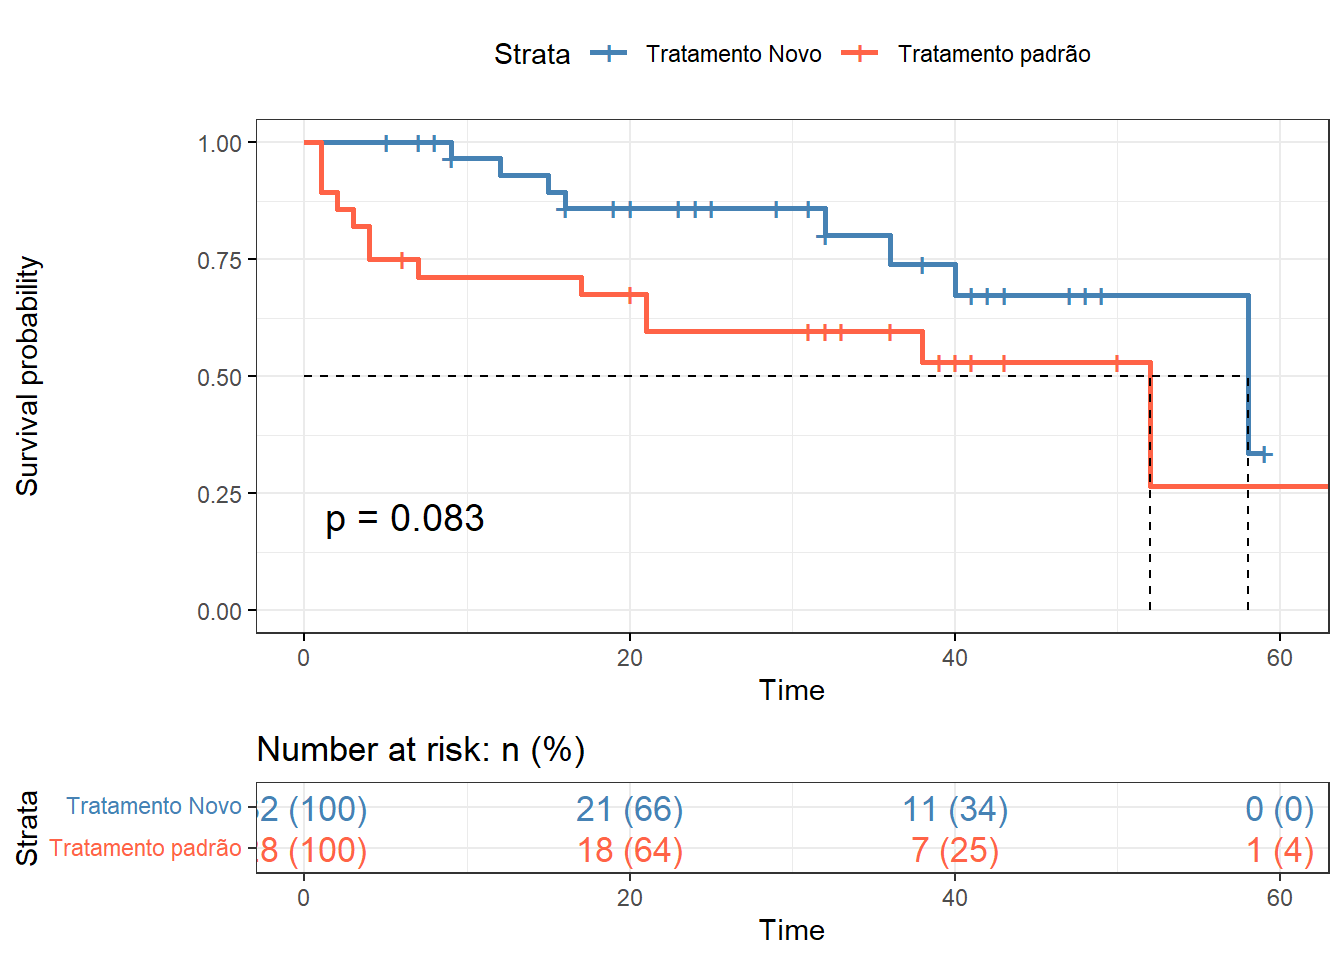 Strata Tratamento Novo Tratamento padrão
1.00
0.75
0.50
0.25
0.00
Survival probability
p = 0.083
0 20 40 60
Time
Number at risk: n (%)
Strata
Tratamento Novo 2 (100) 21 (66) 11 (34) 0 (0)
Tratamento padrão 8 (100) 18 (64) 7 (25) 1 (4)
0 20 40 60
Time